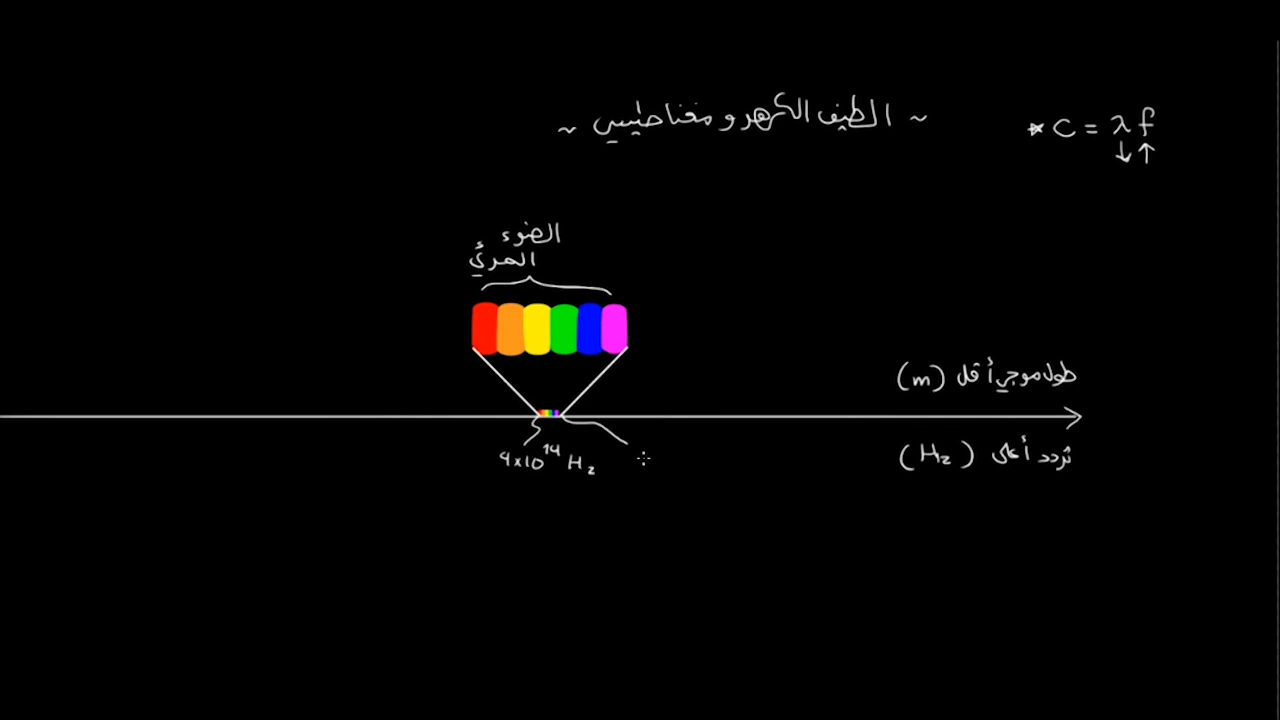 ~ الطيف الكهرومغناطيسي ~
* C = λ f
↓ ↑
الضوء
المرئي
طول موجي أقل (m)
تردد أعلى (Hz)
4x10¹⁴ Hz